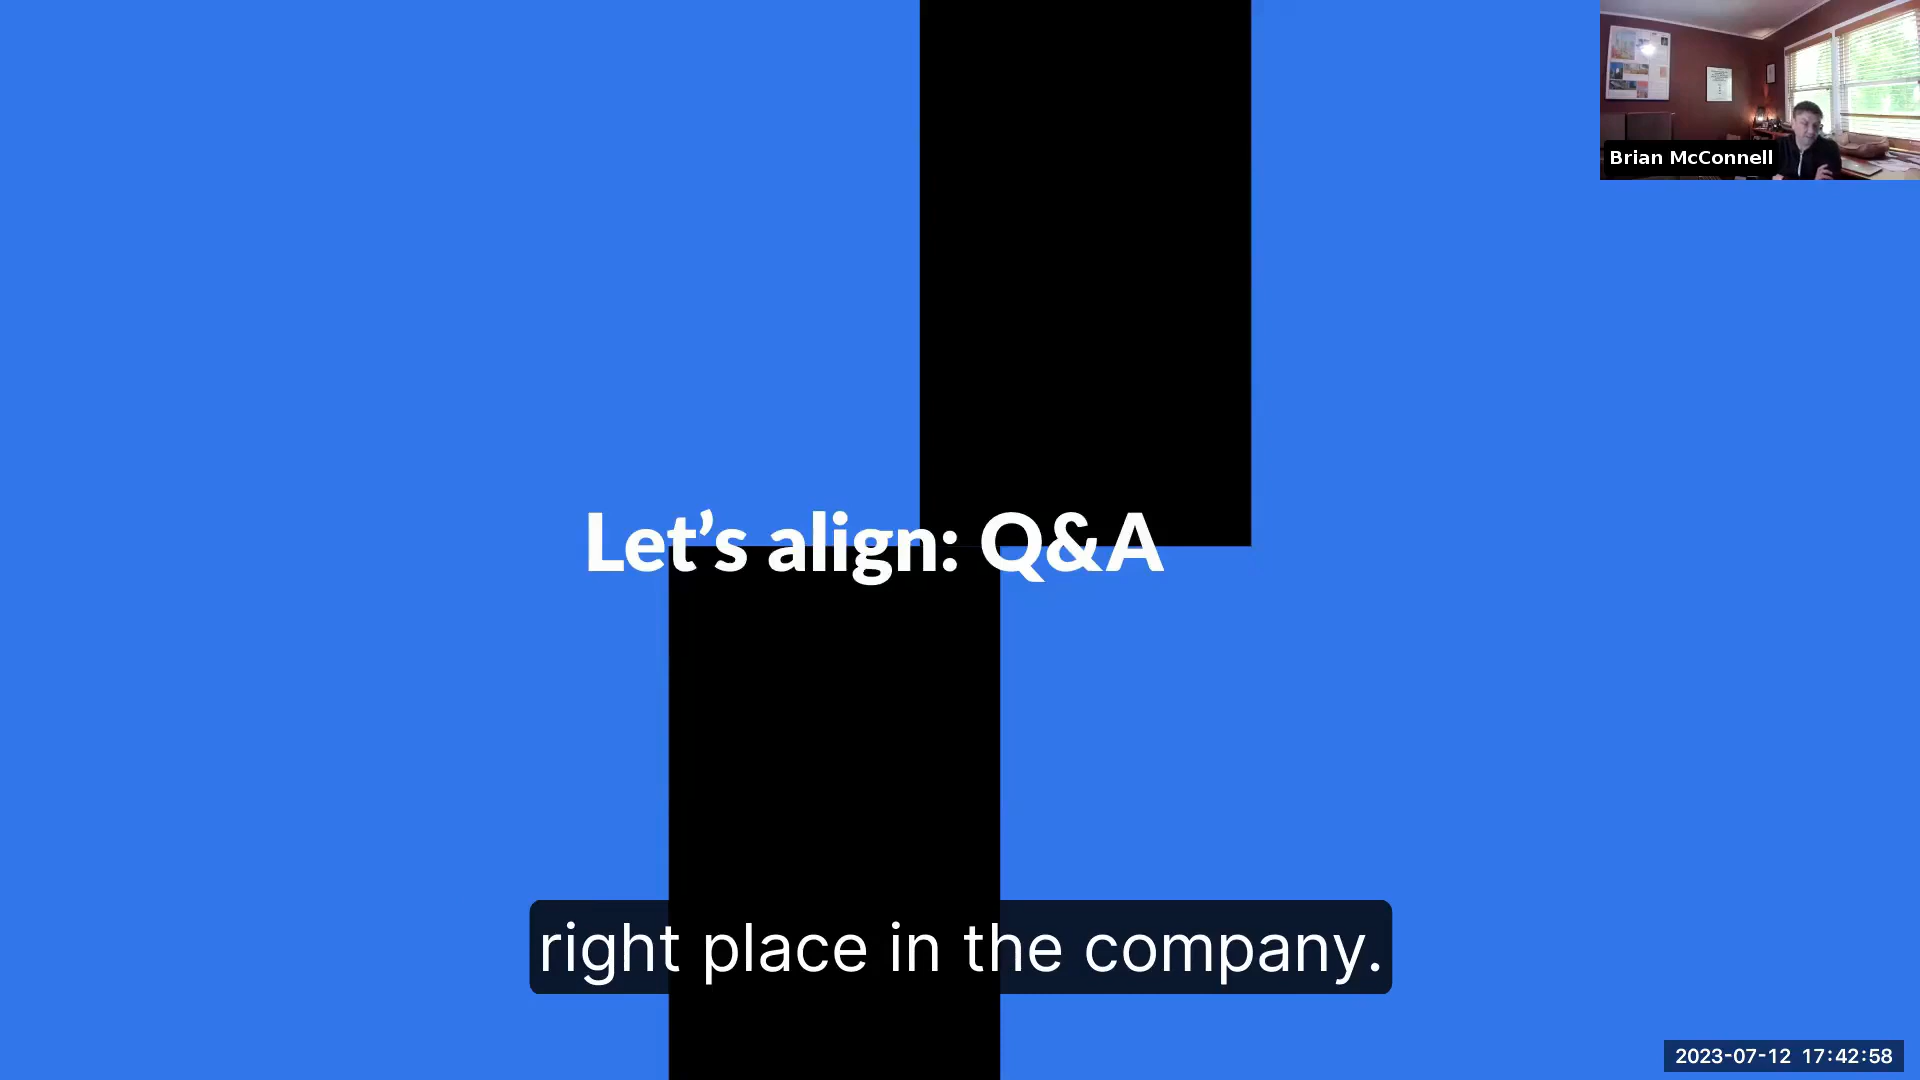 Brian McConnell
Let’s align: Q&A
right place in the company.
2023-07-12 17:42:58